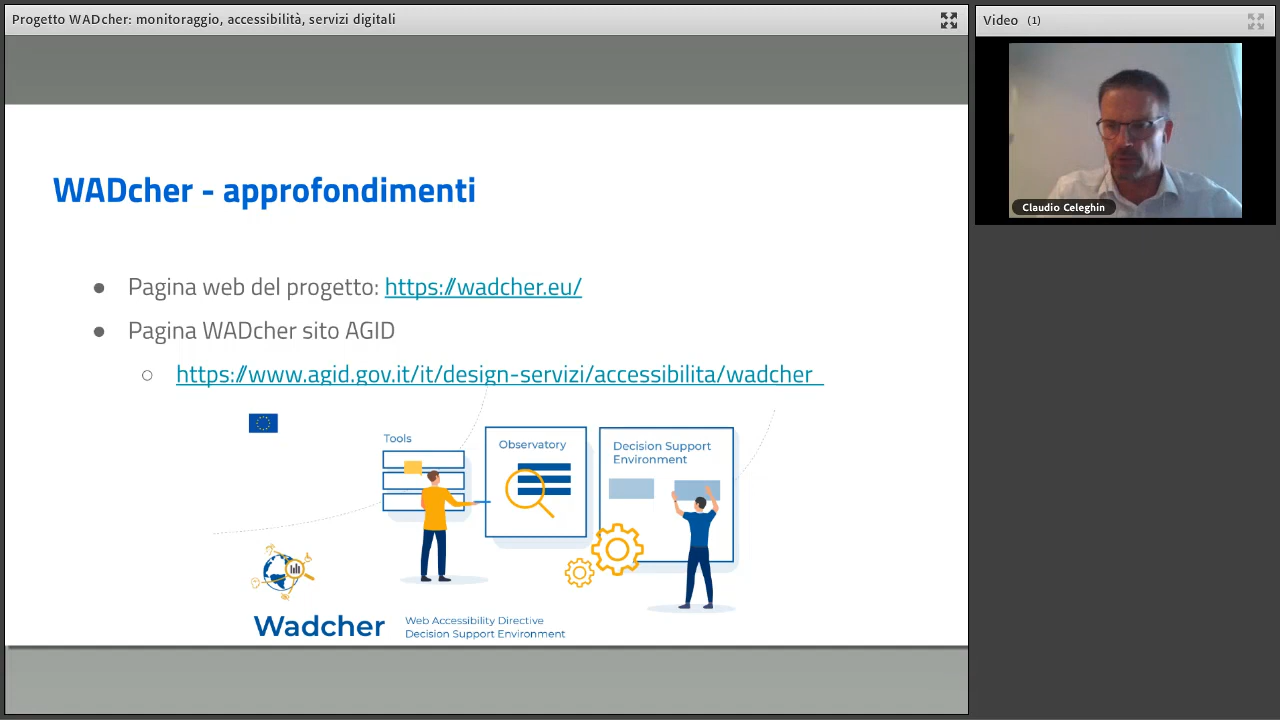 Progetto WADcher: monitoraggio, accessibilità, servizi digitali
Video (1)
Claudio Celeghin
WADcher - approfondimenti
● Pagina web del progetto: https://wadcher.eu/
● Pagina WADcher sito AGID
○ https://www.agid.gov.it/it/design-servizi/accessibilita/wadcher
Tools
Observatory
Decision Support
Environment
Wadcher
Web Accessibility Directive
Decision Support Environment